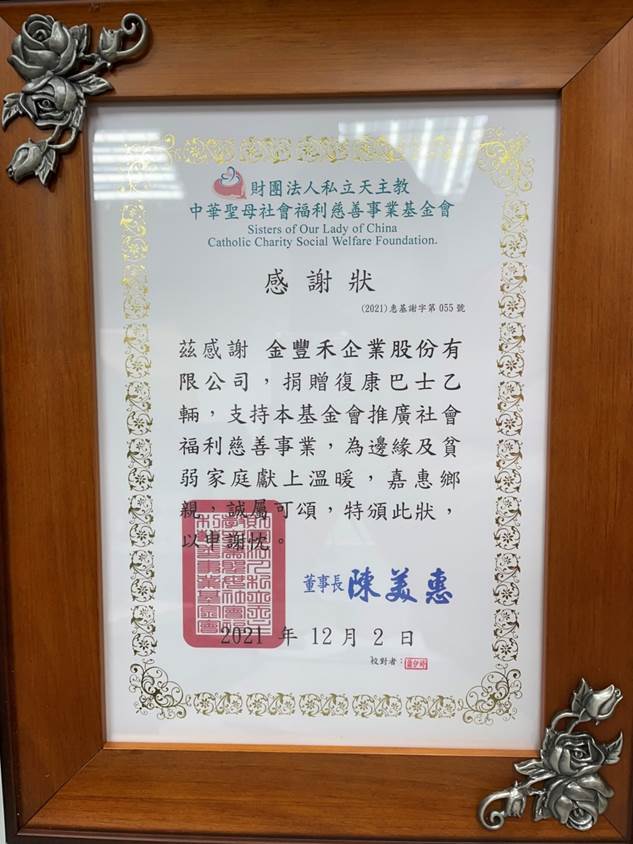 財團法人私立天主教
中華聖母社會福利慈善事業基金會
Sisters of Our Lady of China
Catholic Charity Social Welfare Foundation.
感謝狀
(2021)惠基謝字第055號
茲感謝 金豐禾企業股份有
限公司，捐贈復康巴士乙
輛，支持本基金會推廣社會
福利慈善事業，為邊緣及貧
弱家庭獻上溫暖，嘉惠鄉
親，誠屬可頌，特頒此狀，
以申謝忱。
董事長 陳美惠
2021 年 12 月 2 日
校對者：